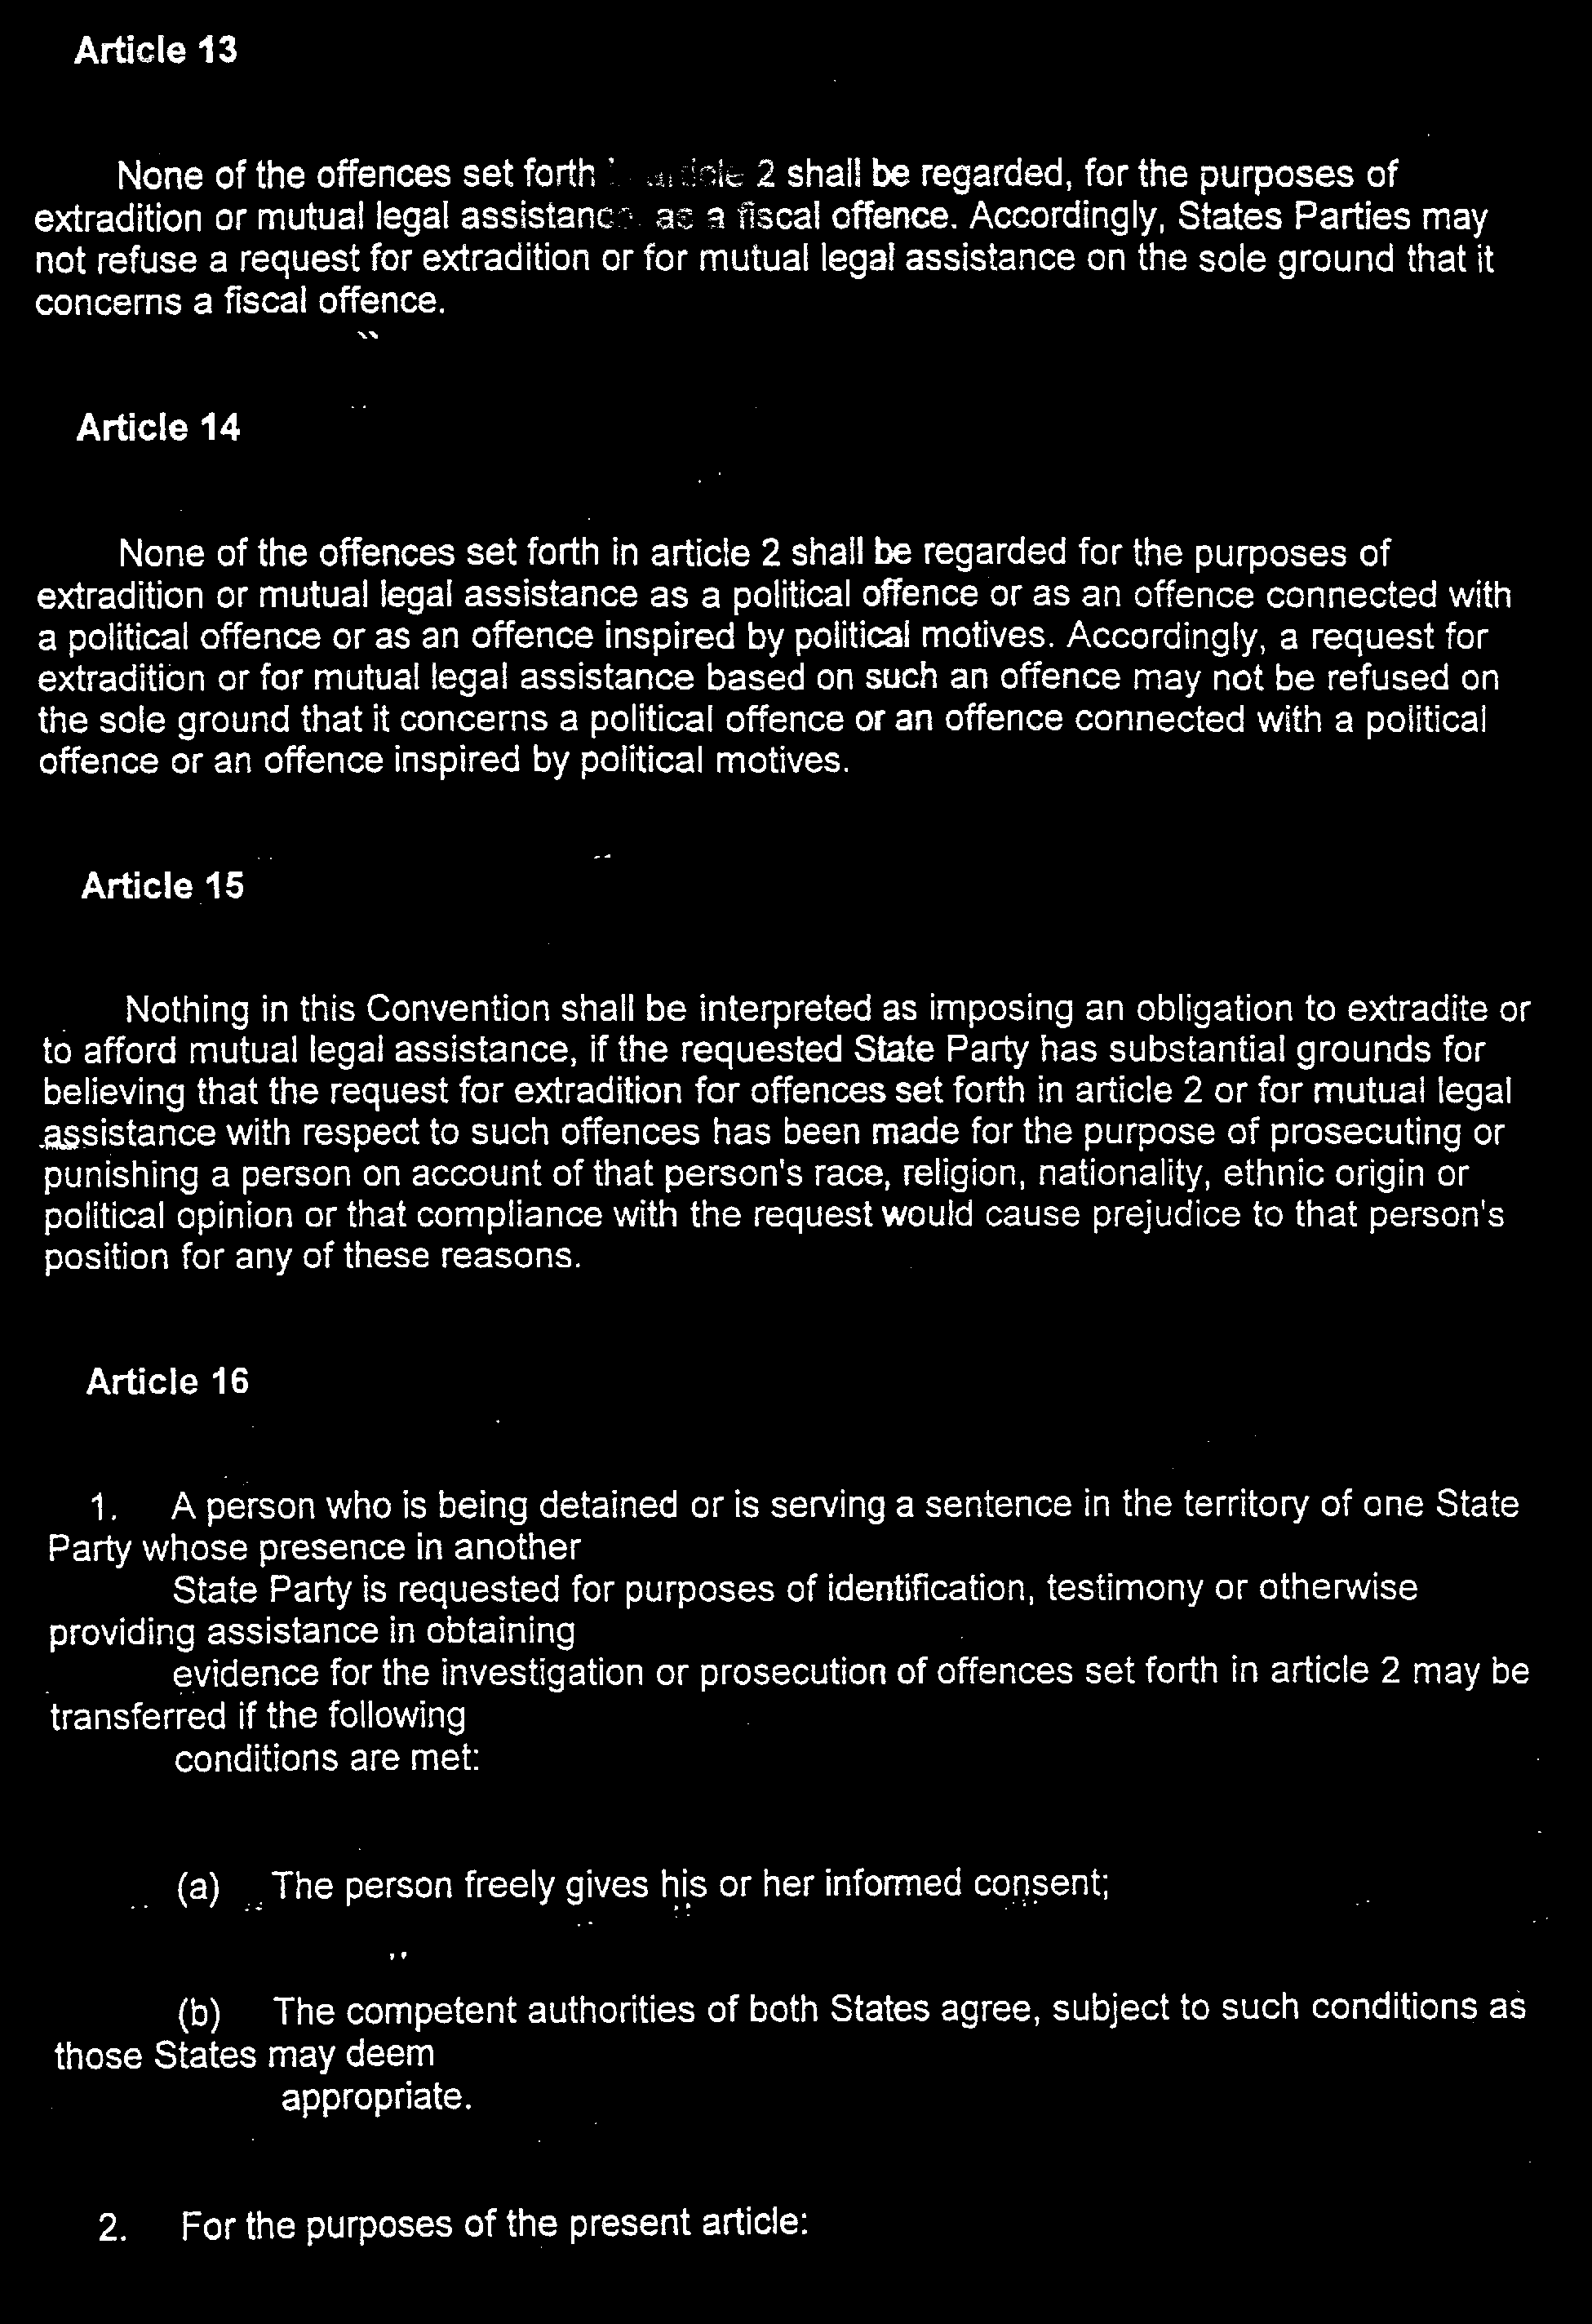 Article 13
None of the offences set forth 2 shall be regarded, for the purposes of
extradition or mutual legal assistance as a fiscal offence. Accordingly, States Parties may
not refuse a request for extradition or for mutual legal assistance on the sole ground that it
concerns a fiscal offence.
Article 14
None of the offences set forth in article 2 shall be regarded for the purposes of
extradition or mutual legal assistance as a political offence or as an offence connected with
a political offence or as an offence inspired by political motives. Accordingly, a request for
extradition or for mutual legal assistance based on such an offence may not be refused on
the sole ground that it concerns a political offence or an offence connected with a political
offence or an offence inspired by political motives.
Article 15
Nothing in this Convention shall be interpreted as imposing an obligation to extradite or
to afford mutual legal assistance, if the requested State Party has substantial grounds for
believing that the request for extradition for offences set forth in article 2 or for mutual legal
assistance with respect to such offences has been made for the purpose of prosecuting or
punishing a person on account of that person's race, religion, nationality, ethnic origin or
political opinion or that compliance with the request would cause prejudice to that person's
position for any of these reasons.
Article 16
1. A person who is being detained or is serving a sentence in the territory of one State
Party whose presence in another
State Party is requested for purposes of identification, testimony or otherwise
providing assistance in obtaining
evidence for the investigation or prosecution of offences set forth in article 2 may be
transferred if the following
conditions are met:
(a) The person freely gives his or her informed consent;
(b) The competent authorities of both States agree, subject to such conditions as
those States may deem
appropriate.
2. For the purposes of the present article: